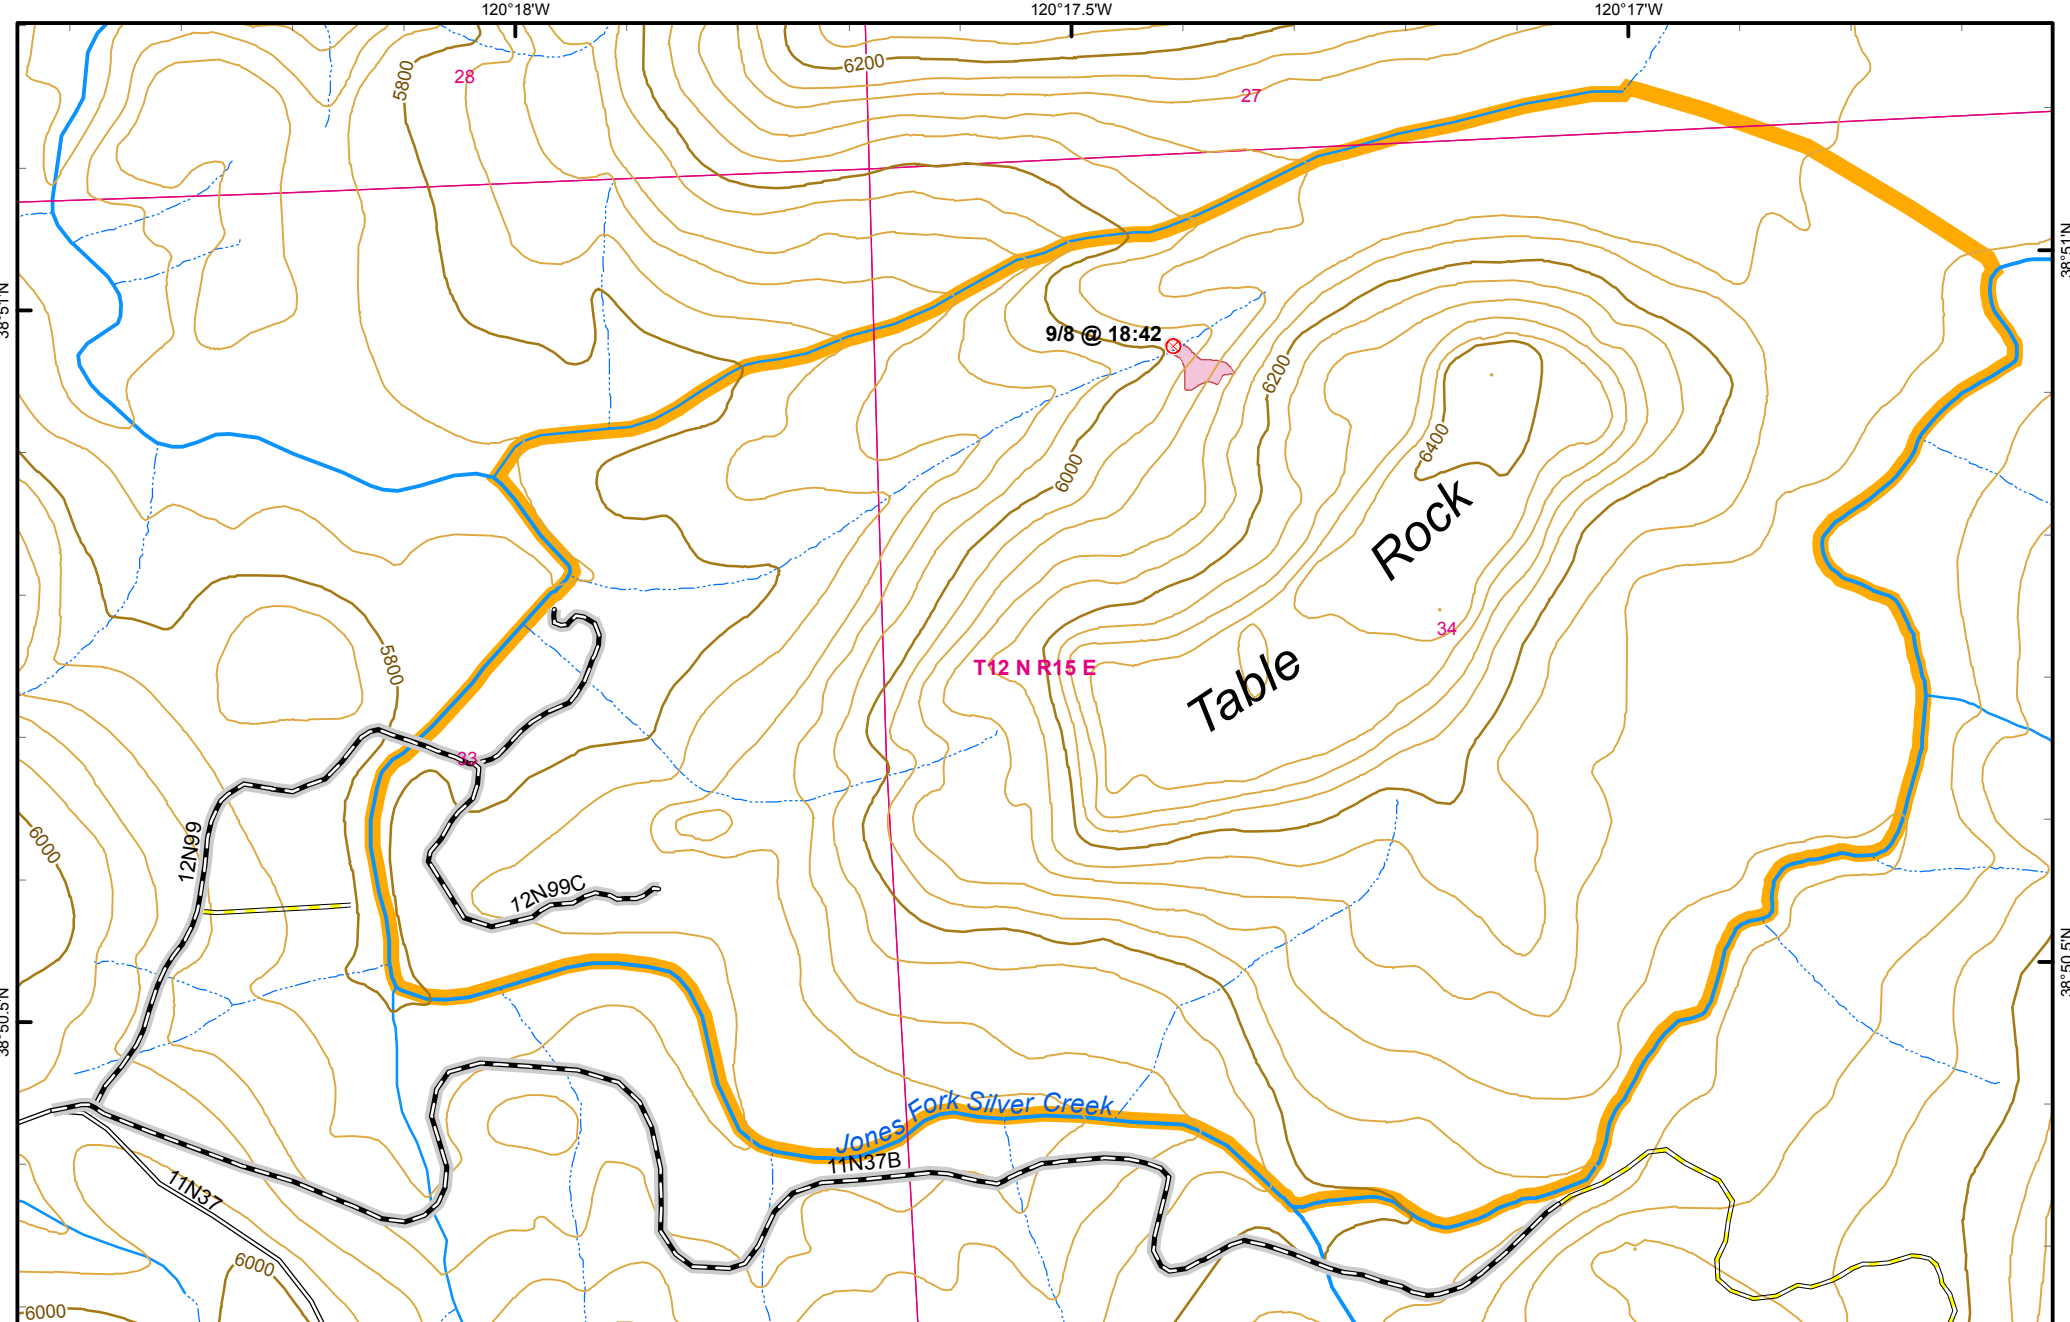 120°18'W
120°17.5'W
120°17'W
28
5800
6200
27
38°51'N
38°51'N
9/8 @ 18:42
6200
6400
6000
Rock
34
5800
T12 N R15 E
Table
33
6000
12N99
12N99C
38°50.5'N
38°50.5'N
Jones Fork Silver Creek
11N37B
11N37
6000
6000